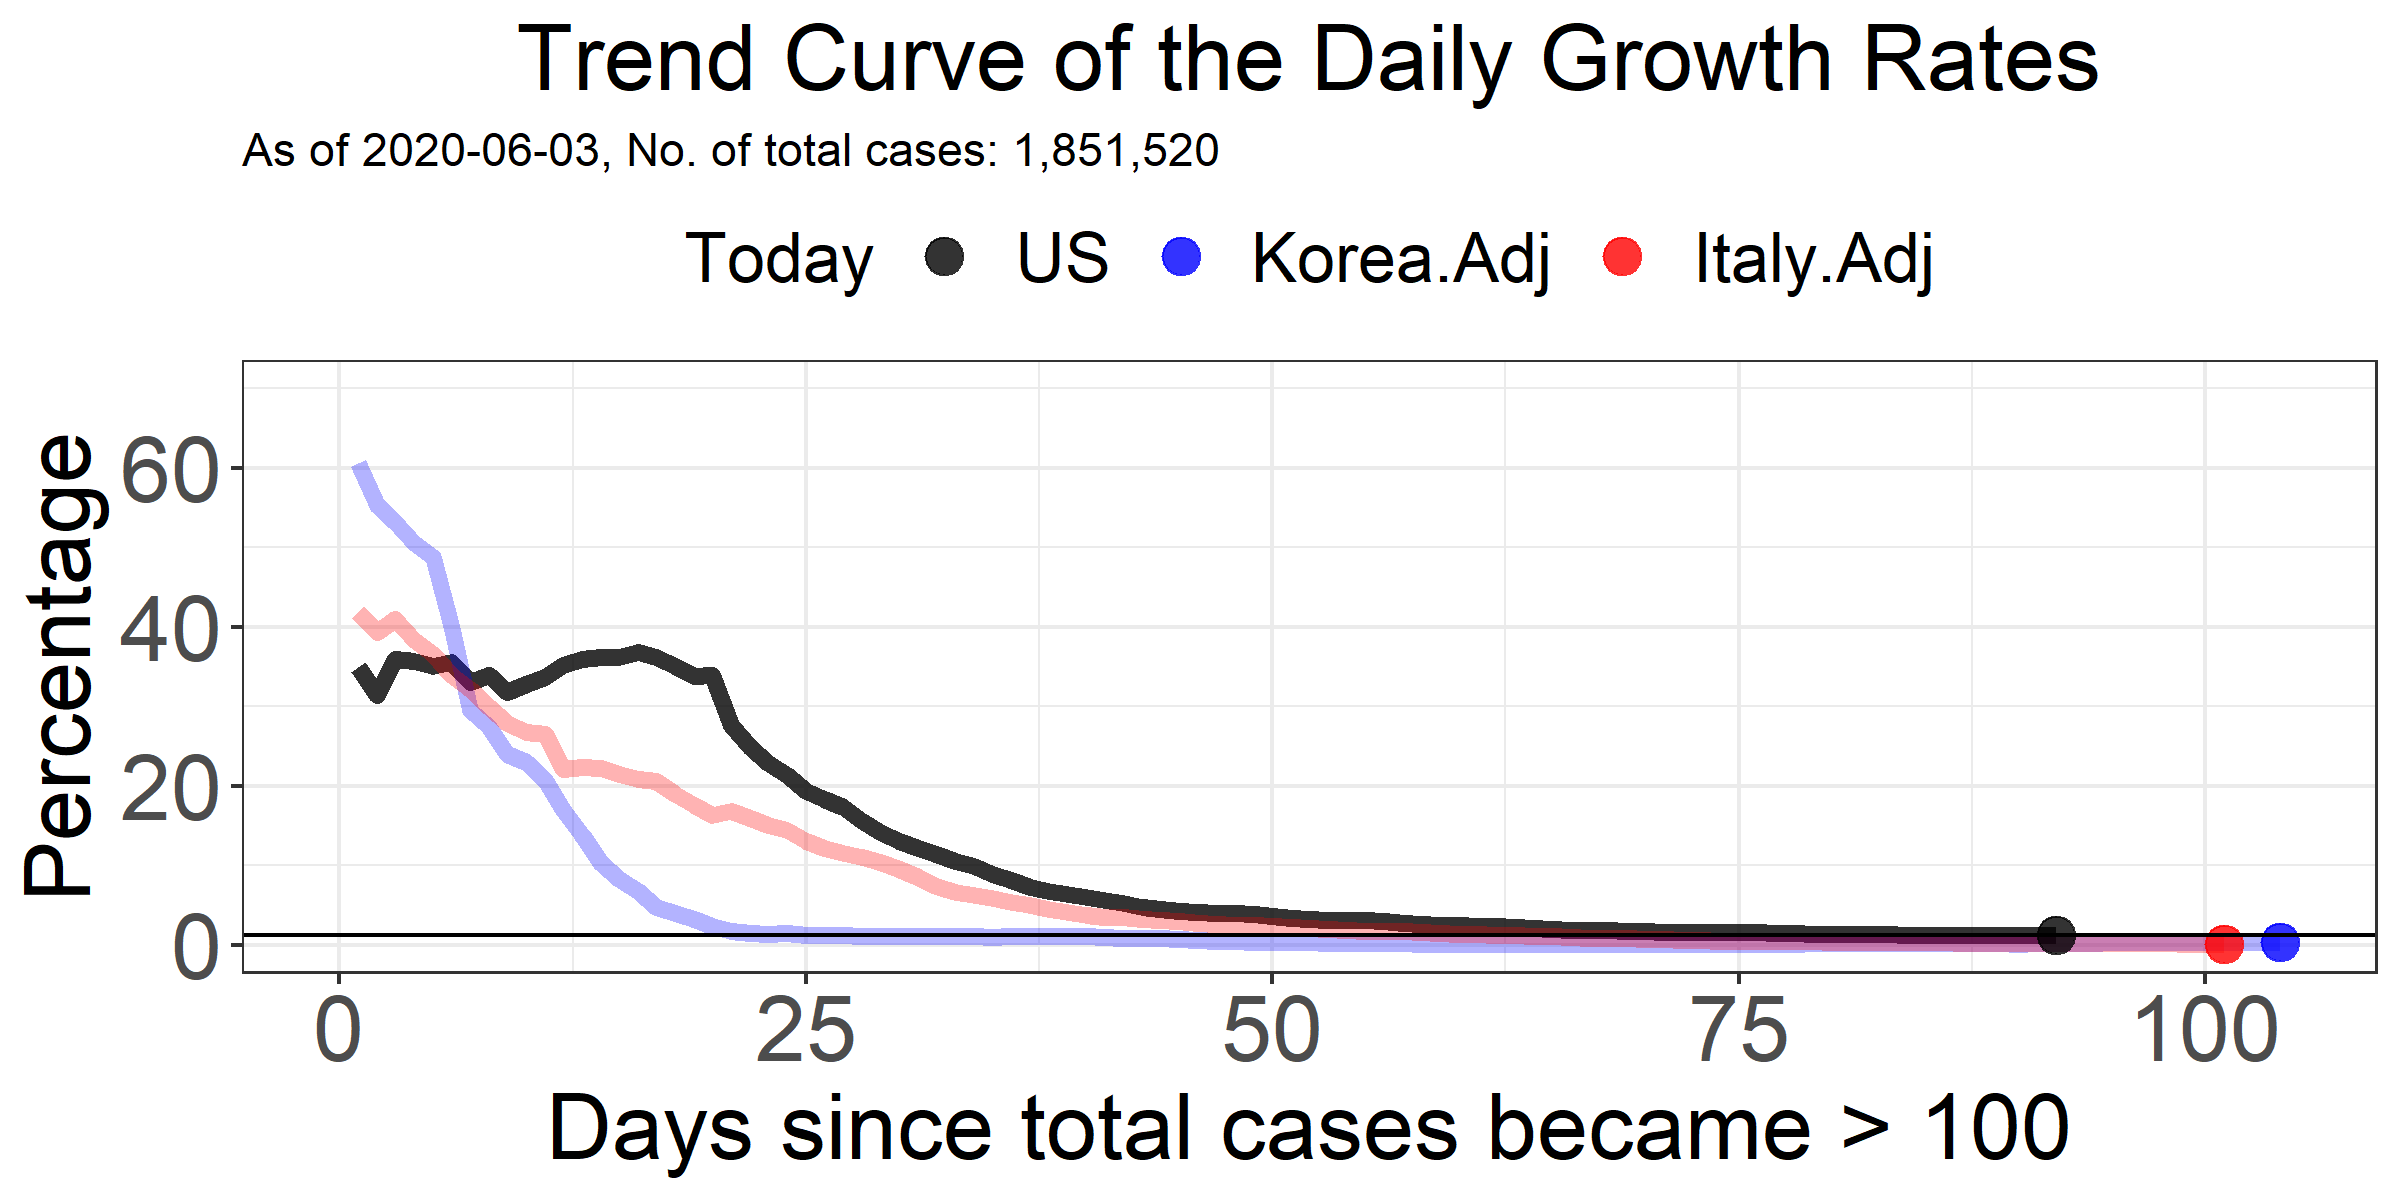 Trend Curve of the Daily Growth Rates
As of 2020-06-03, No. of total cases: 1,851,520
Today US Korea.Adj Italy.Adj
Percentage
60
40
20
0
0 25 50 75 100
Days since total cases became > 100